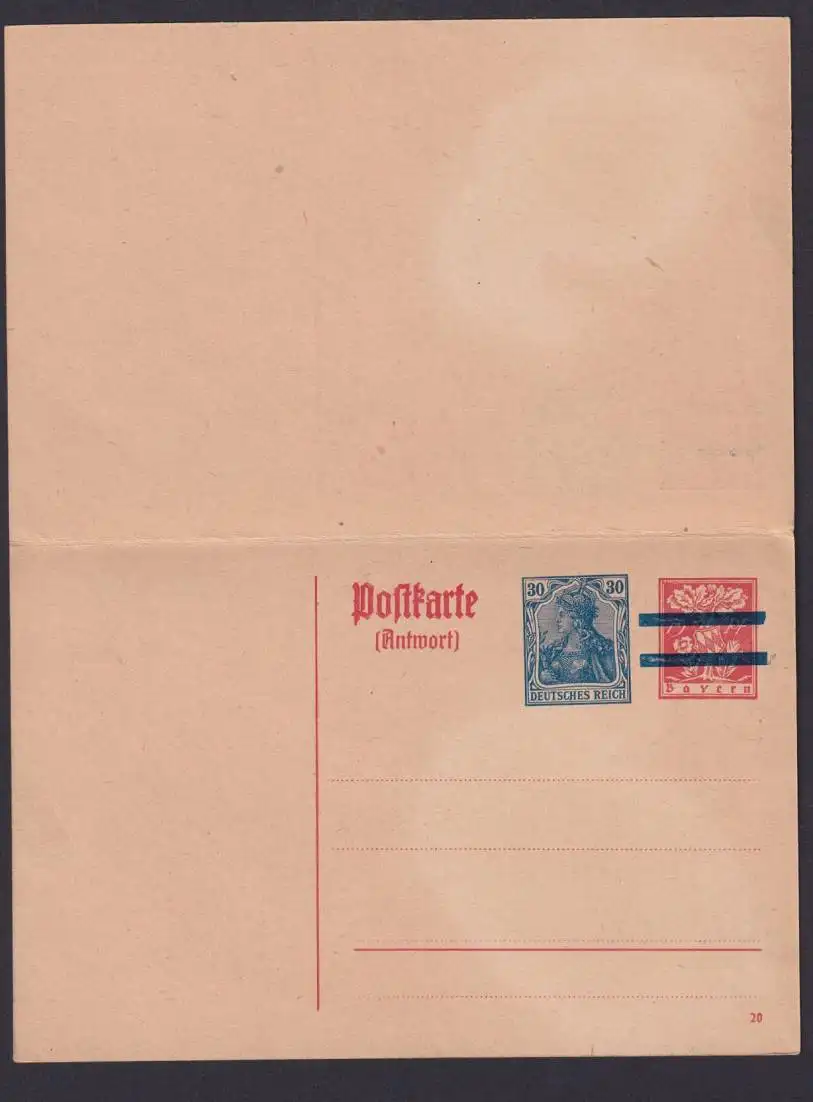 Postkarte
(Antwort)
30 30
DEUTSCHES REICH
Bayern
20